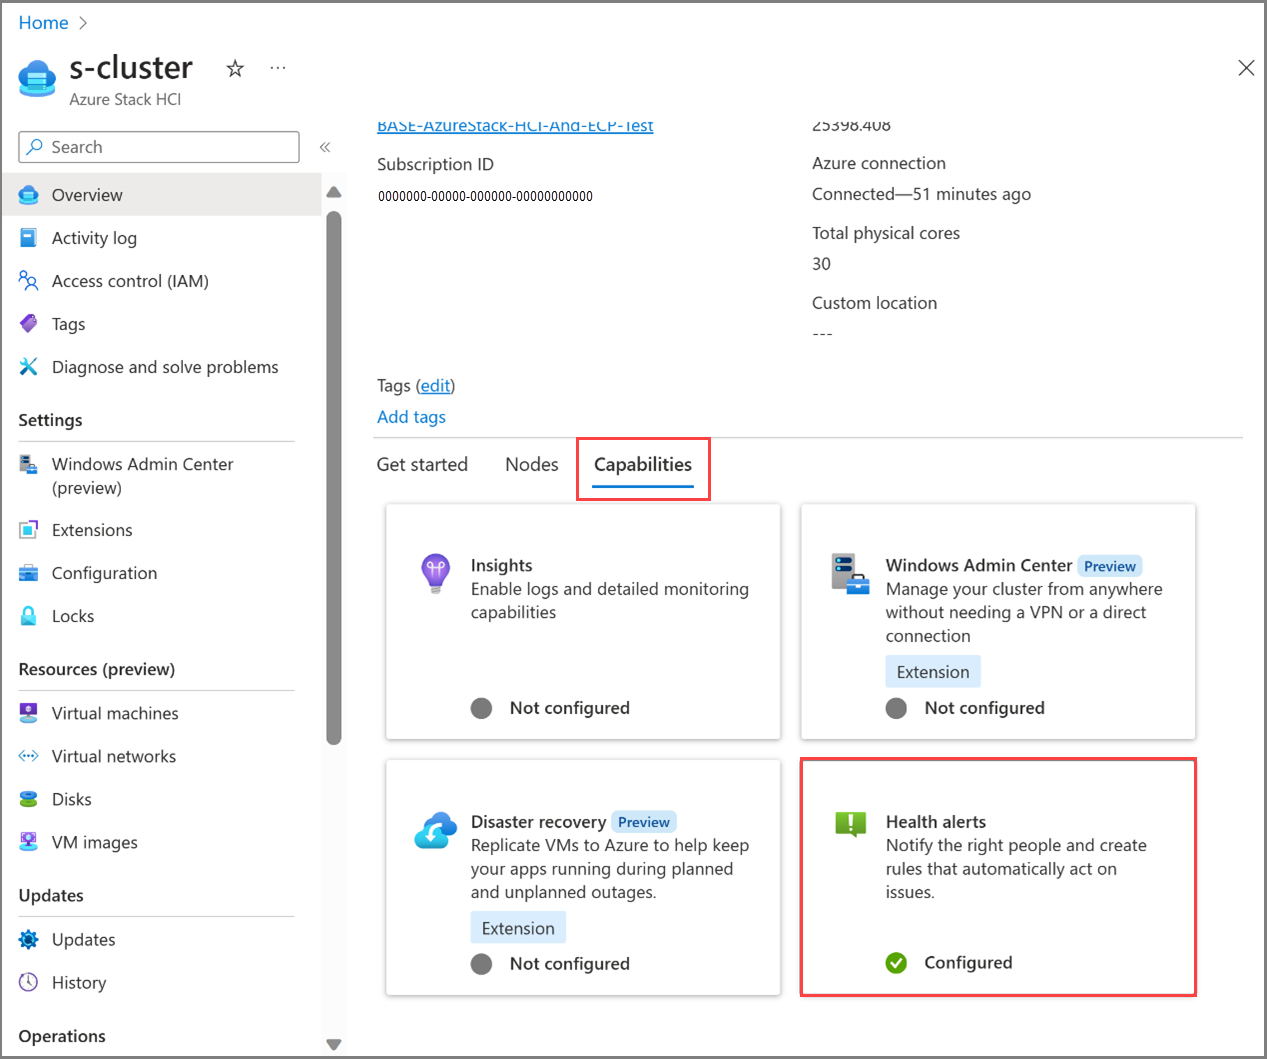 Home
s-cluster
Azure Stack HCI
Search
Overview
Activity log
Access control (IAM)
Tags
Diagnose and solve problems
Settings
Windows Admin Center
(preview)
Extensions
Configuration
Locks
Resources (preview)
Virtual machines
Virtual networks
Disks
VM images
Updates
Updates
History
Operations
BASE-AzureStack-HCI-And-ECP-Test
Subscription ID
0000000-00000-000000-00000000000
25398.408
Azure connection
Connected—51 minutes ago
Total physical cores
30
Custom location
---
Tags (edit)
Add tags
Get started Nodes Capabilities
Insights
Enable logs and detailed monitoring
capabilities
Not configured
Windows Admin Center Preview
Manage your cluster from anywhere
without needing a VPN or a direct
connection
Extension
Not configured
Disaster recovery Preview
Replicate VMs to Azure to help keep
your apps running during planned
and unplanned outages.
Extension
Not configured
Health alerts
Notify the right people and create
rules that automatically act on
issues.
Configured